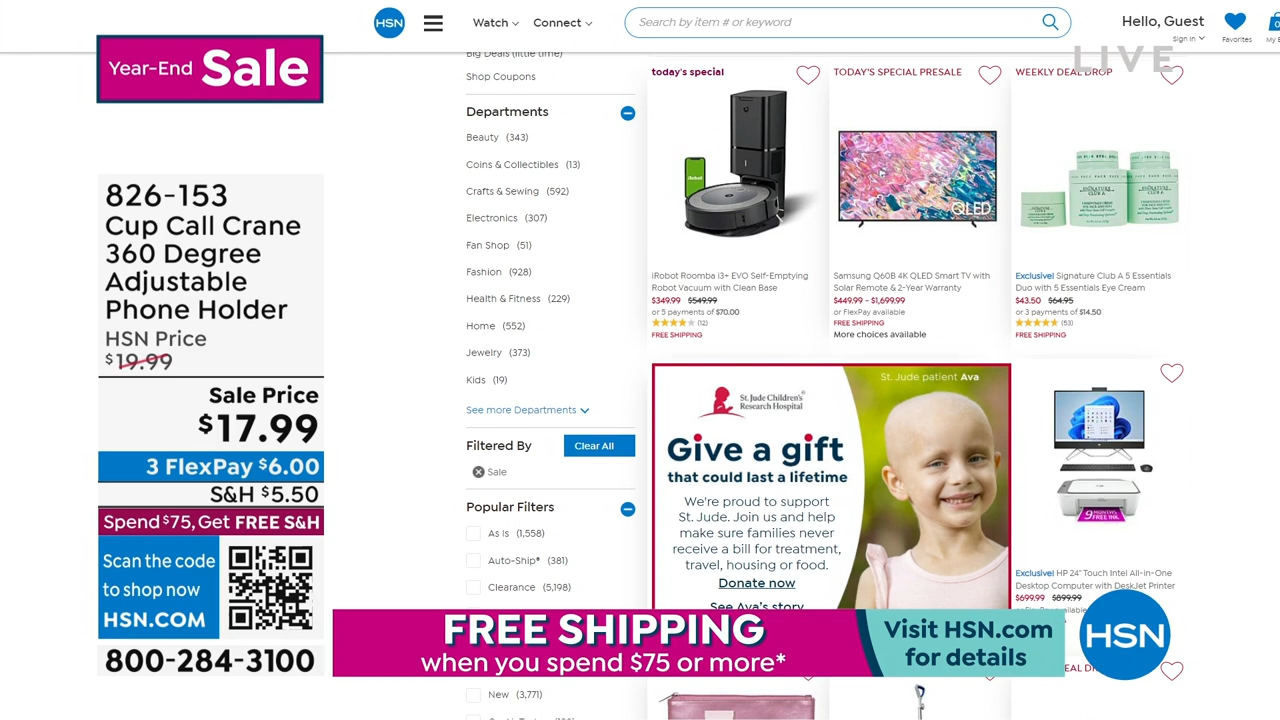 HSN
Watch
Connect
Search by item # or keyword
Hello, Guest
Sign In
Favorites
LIVE
Year-End Sale
826-153
Cup Call Crane
360 Degree
Adjustable
Phone Holder
HSN Price
$19.99
Sale Price
$17.99
3 FlexPay $6.00
S&H $5.50
Spend $75, Get FREE S&H
Scan the code
to shop now
HSN.COM
800-284-3100
Big Deals (little time)
Shop Coupons
Departments
Beauty (343)
Coins & Collectibles (13)
Crafts & Sewing (592)
Electronics (307)
Fan Shop (51)
Fashion (928)
Health & Fitness (229)
Home (552)
Jewelry (373)
Kids (19)
See more Departments
Filtered By
Clear All
Sale
Popular Filters
As Is (1,558)
Auto-Ship® (381)
Clearance (5,198)
New (3,771)
today's special
iRobot
iRobot Roomba i3+ EVO Self-Emptying
Robot Vacuum with Clean Base
$349.99 $549.99
or 5 payments of $70.00
(12)
FREE SHIPPING
TODAY'S SPECIAL PRESALE
QLED
Samsung Q60B 4K QLED Smart TV with
Solar Remote & 2-Year Warranty
$449.99 - $1,699.99
or FlexPay available
FREE SHIPPING
More choices available
WEEKLY DEAL DROP
SIGNATURE
CLUB A
Exclusive! Signature Club A 5 Essentials
Duo with 5 Essentials Eye Cream
$43.50 $64.95
or 3 payments of $14.50
(53)
FREE SHIPPING
St. Jude Children's
Research Hospital
St. Jude patient Ava
Give a gift
that could last a lifetime
We're proud to support
St. Jude. Join us and help
make sure families never
receive a bill for treatment,
travel, housing or food.
Donate now
See Ava's story
9 MONTHS
FREE INK
Exclusive! HP 24" Touch Intel All-in-One
Desktop Computer with DeskJet Printer
$699.99 $899.99
FREE SHIPPING
when you spend $75 or more*
Visit HSN.com
for details
HSN